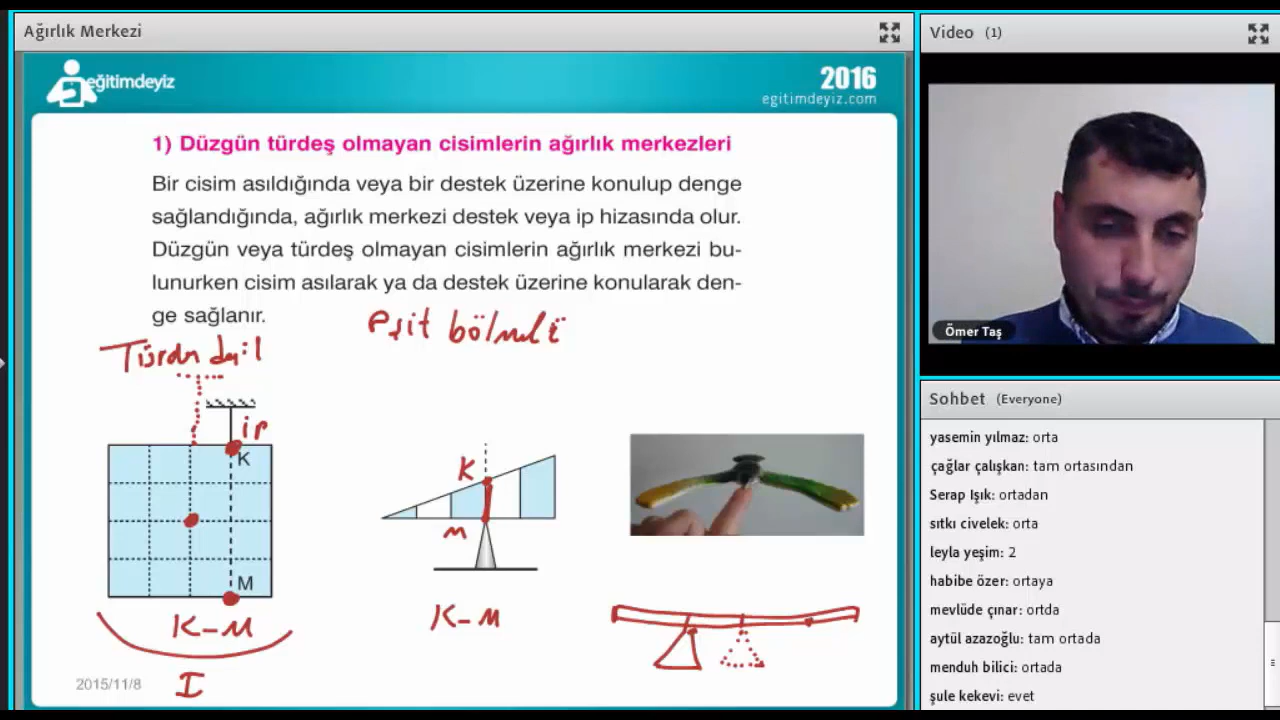 Ağırlık Merkezi
eğitimdeyiz
2016
egitimdeyiz.com
1) Düzgün türdeş olmayan cisimlerin ağırlık merkezleri
Bir cisim asıldığında veya bir destek üzerine konulup denge
sağlandığında, ağırlık merkezi destek veya ip hizasında olur.
Düzgün veya türdeş olmayan cisimlerin ağırlık merkezi bu-
lunurken cisim asılarak ya da destek üzerine konularak den-
ge sağlanır.
Eşit bölmeli
ip
K
M
K-M
I
K
M
K-M
2015/11/8
Video (1)
Ömer Taş
Sohbet (Everyone)
yasemin yılmaz: orta
çağlar çalışkan: tam ortasından
Serap Işık: ortadan
sıtkı civelek: orta
leyla yeşim: 2
habibe özer: ortaya
mevlüde çınar: ortda
aytül azazoğlu: tam ortada
menduh bilici: ortada
şule kekevi: evet